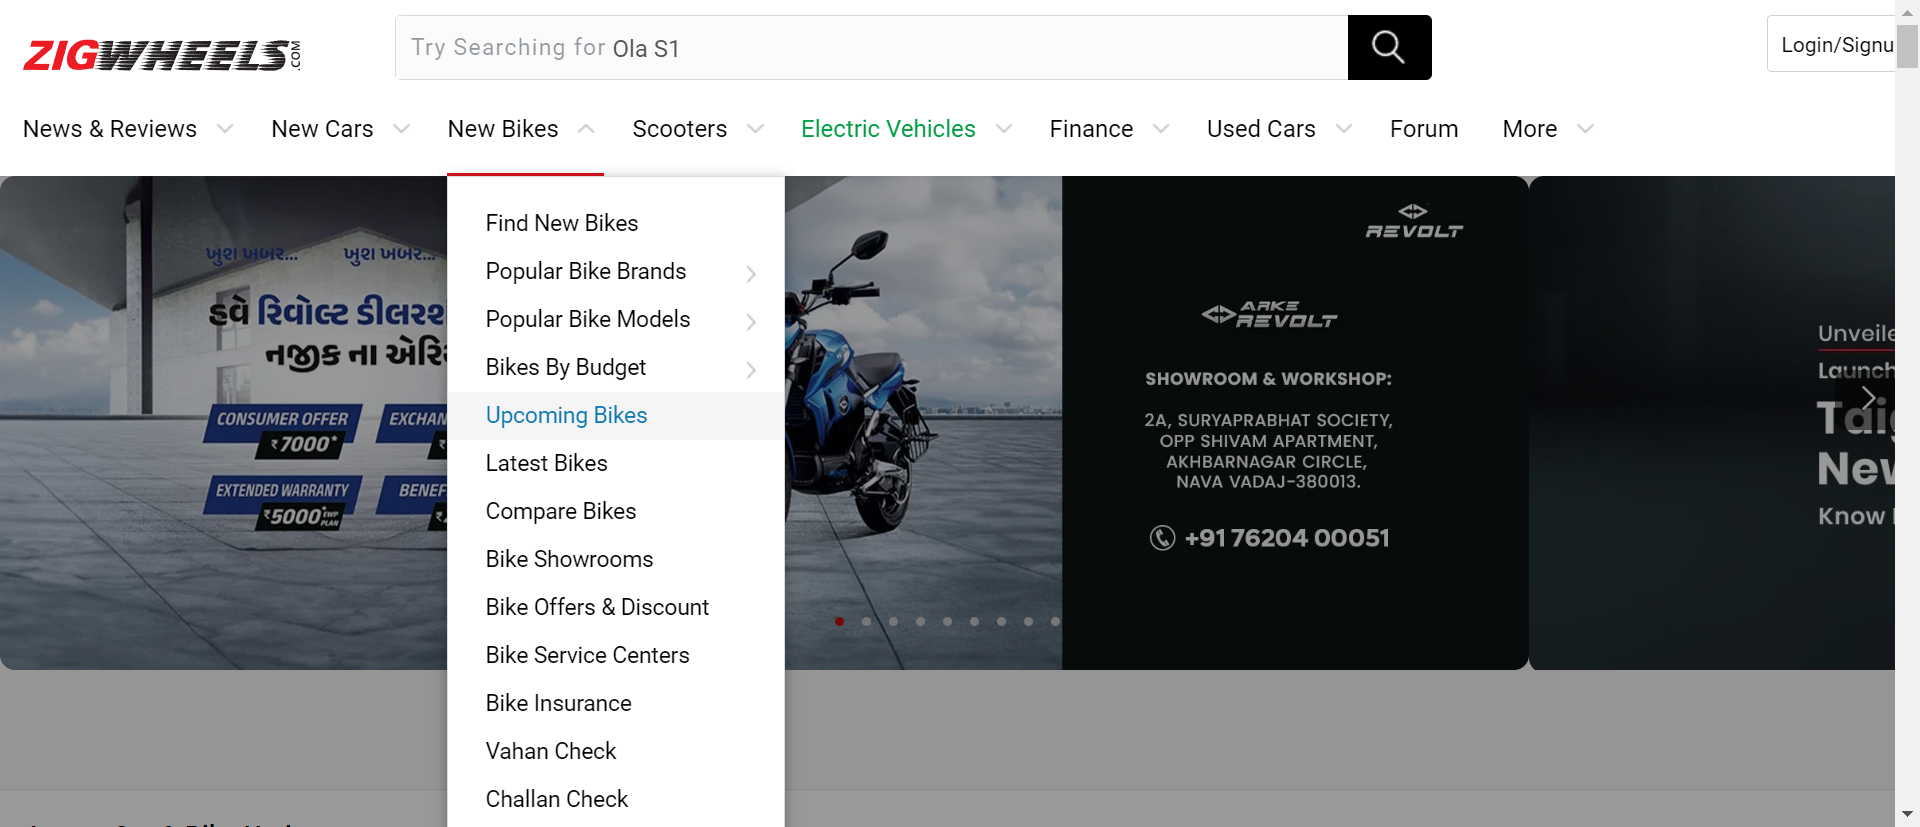 ZIGWHEELS.COM
Try Searching for Ola S1
Login/Signu
News & Reviews
New Cars
New Bikes
Scooters
Electric Vehicles
Finance
Used Cars
Forum
More
Find New Bikes
Popular Bike Brands
Popular Bike Models
Bikes By Budget
Upcoming Bikes
Latest Bikes
Compare Bikes
Bike Showrooms
Bike Offers & Discount
Bike Service Centers
Bike Insurance
Vahan Check
Challan Check
ખુશ ખબર... ખુશ ખબર...
હવે રિવોલ્ટ ડીલરશ
નજીક ના એરિ
CONSUMER OFFER
₹7000*
EXCHAN
EXTENDED WARRANTY
₹5000* EWP PLAN
BENEF
REVOLT
ARKE
REVOLT
SHOWROOM & WORKSHOP:
2A, SURYAPRABHAT SOCIETY,
OPP SHIVAM APARTMENT,
AKHBARNAGAR CIRCLE,
NAVA VADAJ-380013.
+91 76204 00051
Unveile
Launch
Taig
New
Know